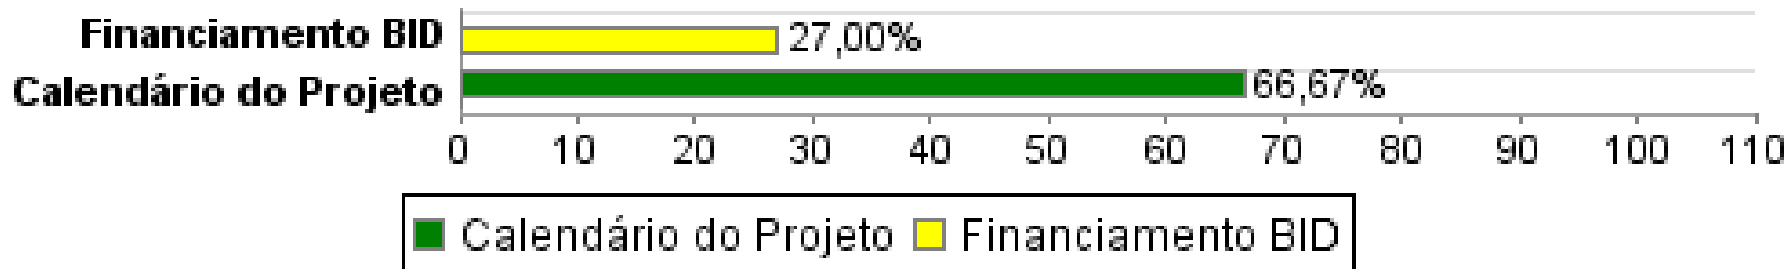 Financiamento BID 27,00%
Calendário do Projeto 66,67%
0 10 20 30 40 50 60 70 80 90 100 110
Calendário do Projeto Financiamento BID